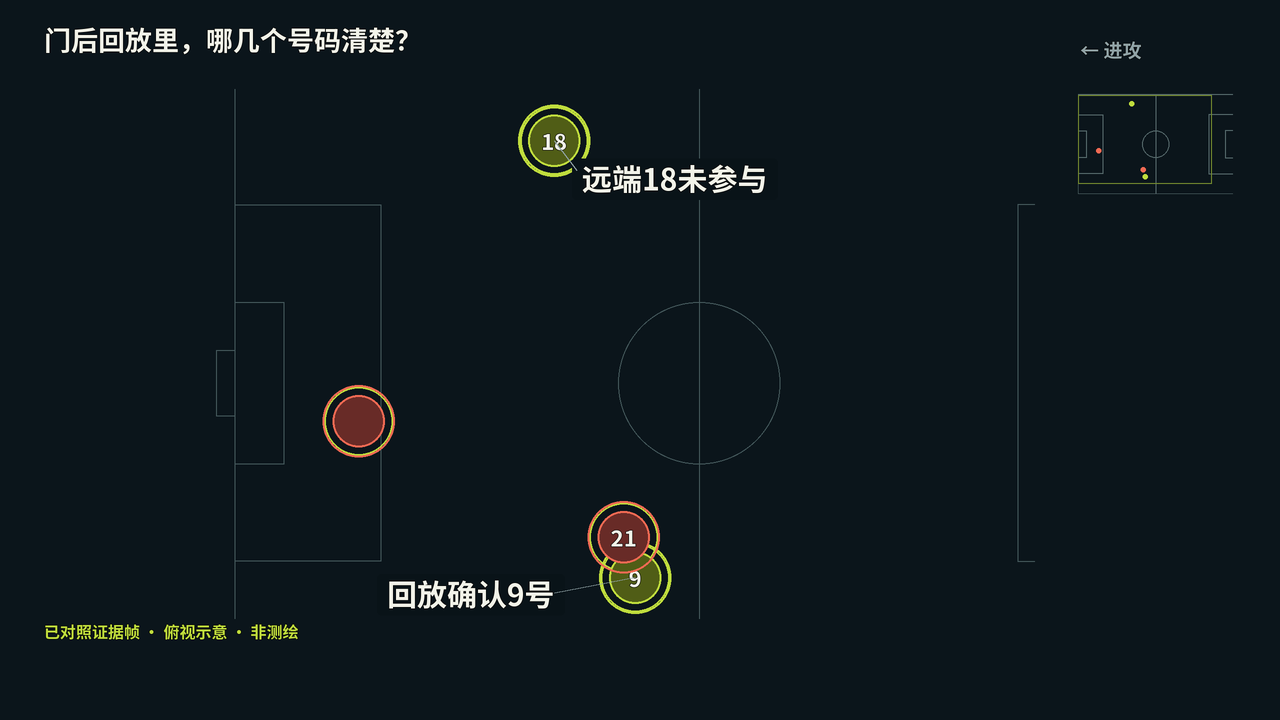 门后回放里，哪几个号码清楚？
← 进攻
18
远端18未参与
21
9
回放确认9号
已对照证据帧 • 俯视示意 • 非测绘